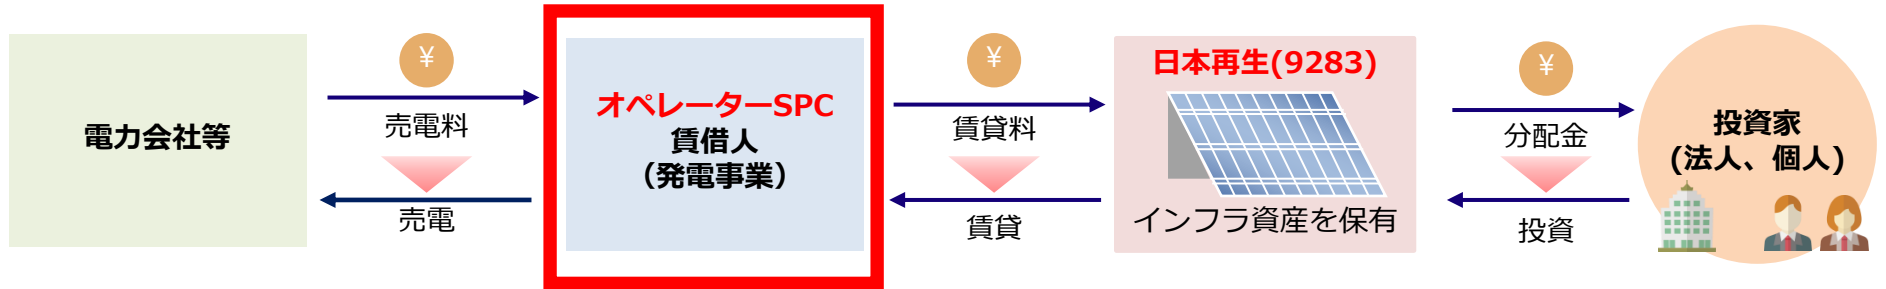 電力会社等
¥
売電料
売電
オペレーターSPC
賃借人
（発電事業）
¥
賃貸料
賃貸
日本再生(9283)
インフラ資産を保有
¥
分配金
投資
投資家
(法人、個人)